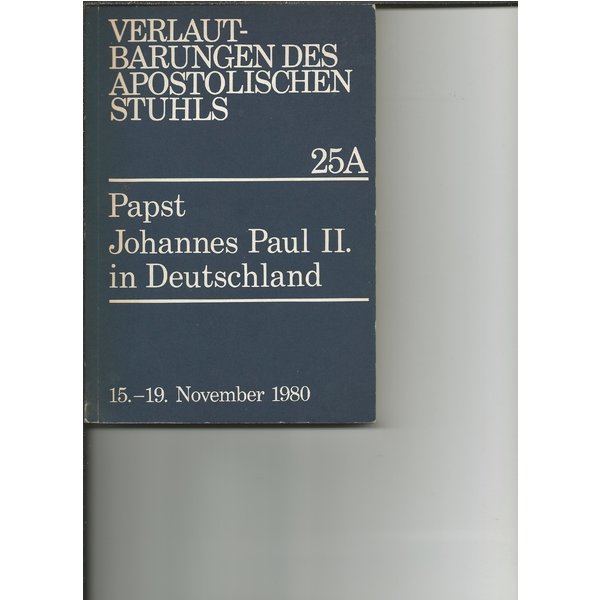 VERLAUT-
BARUNGEN DES
APOSTOLISCHEN
STUHLS
25A
Papst
Johannes Paul II.
in Deutschland
15.–19. November 1980